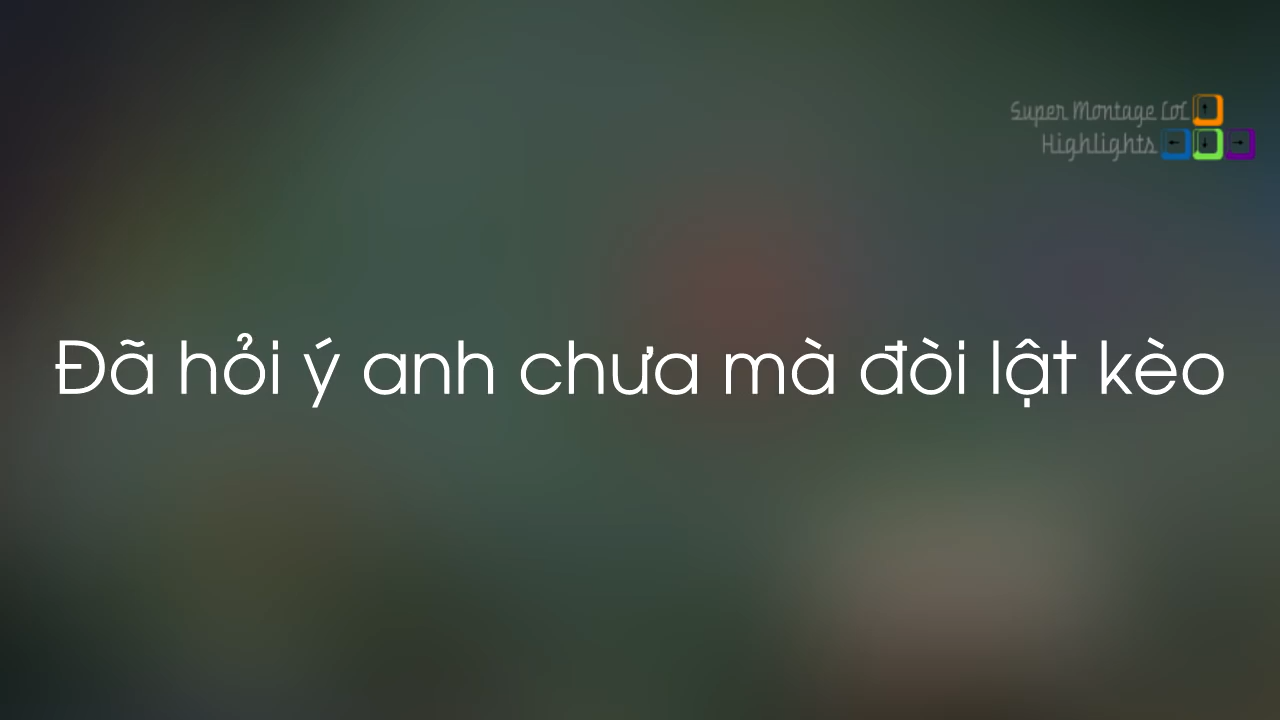 Super Montage LoL
Highlights
Đã hỏi ý anh chưa mà đòi lật kèo